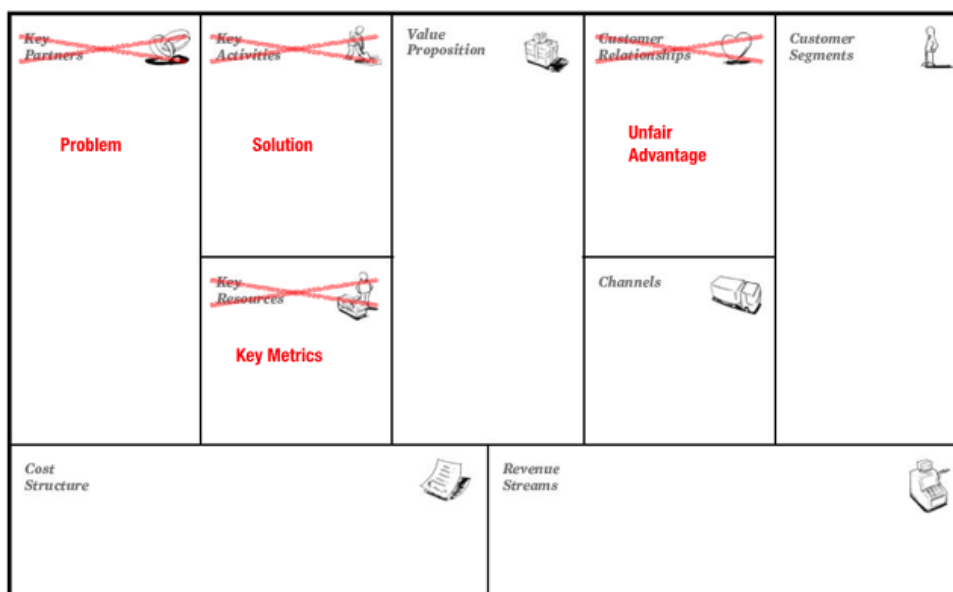 Key
Partners
Problem
Key
Activities
Solution
Key
Resources
Key Metrics
Value
Proposition
Customer
Relationships
Unfair
Advantage
Channels
Customer
Segments
Cost
Structure
Revenue
Streams